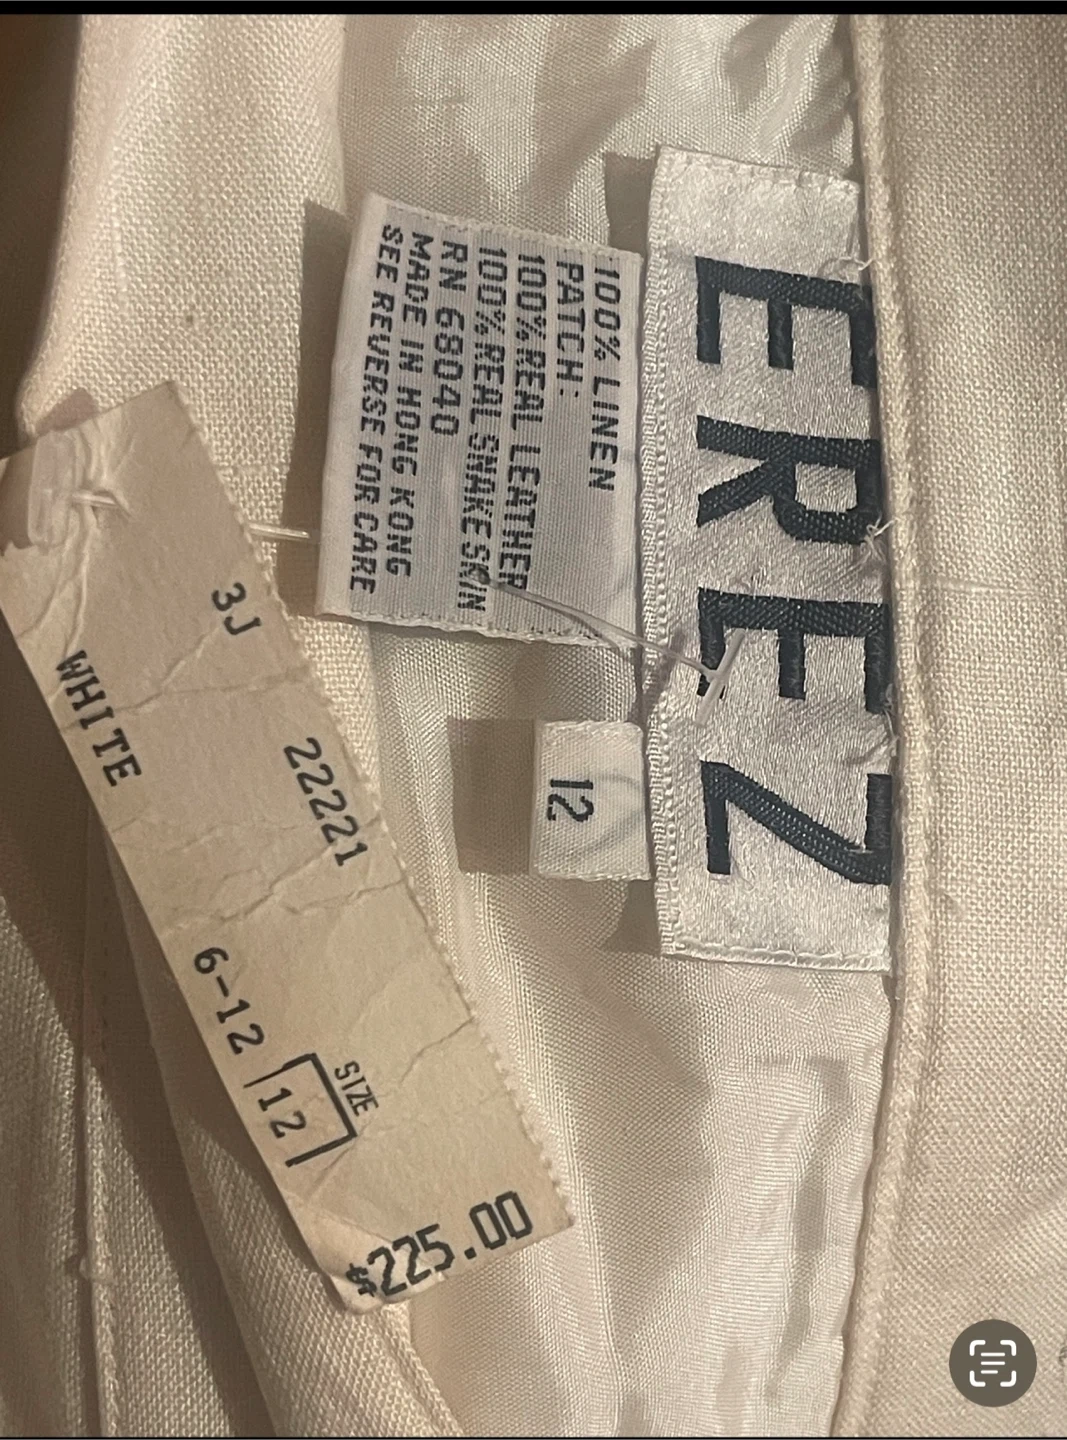 EREZ
100% LINEN
PATCH:
100% REAL LEATHER
100% REAL SNAKE SKIN
RN 68040
MADE IN HONG KONG
SEE REVERSE FOR CARE
12
3J 22221
WHITE 6-12
SIZE
12
$225.00